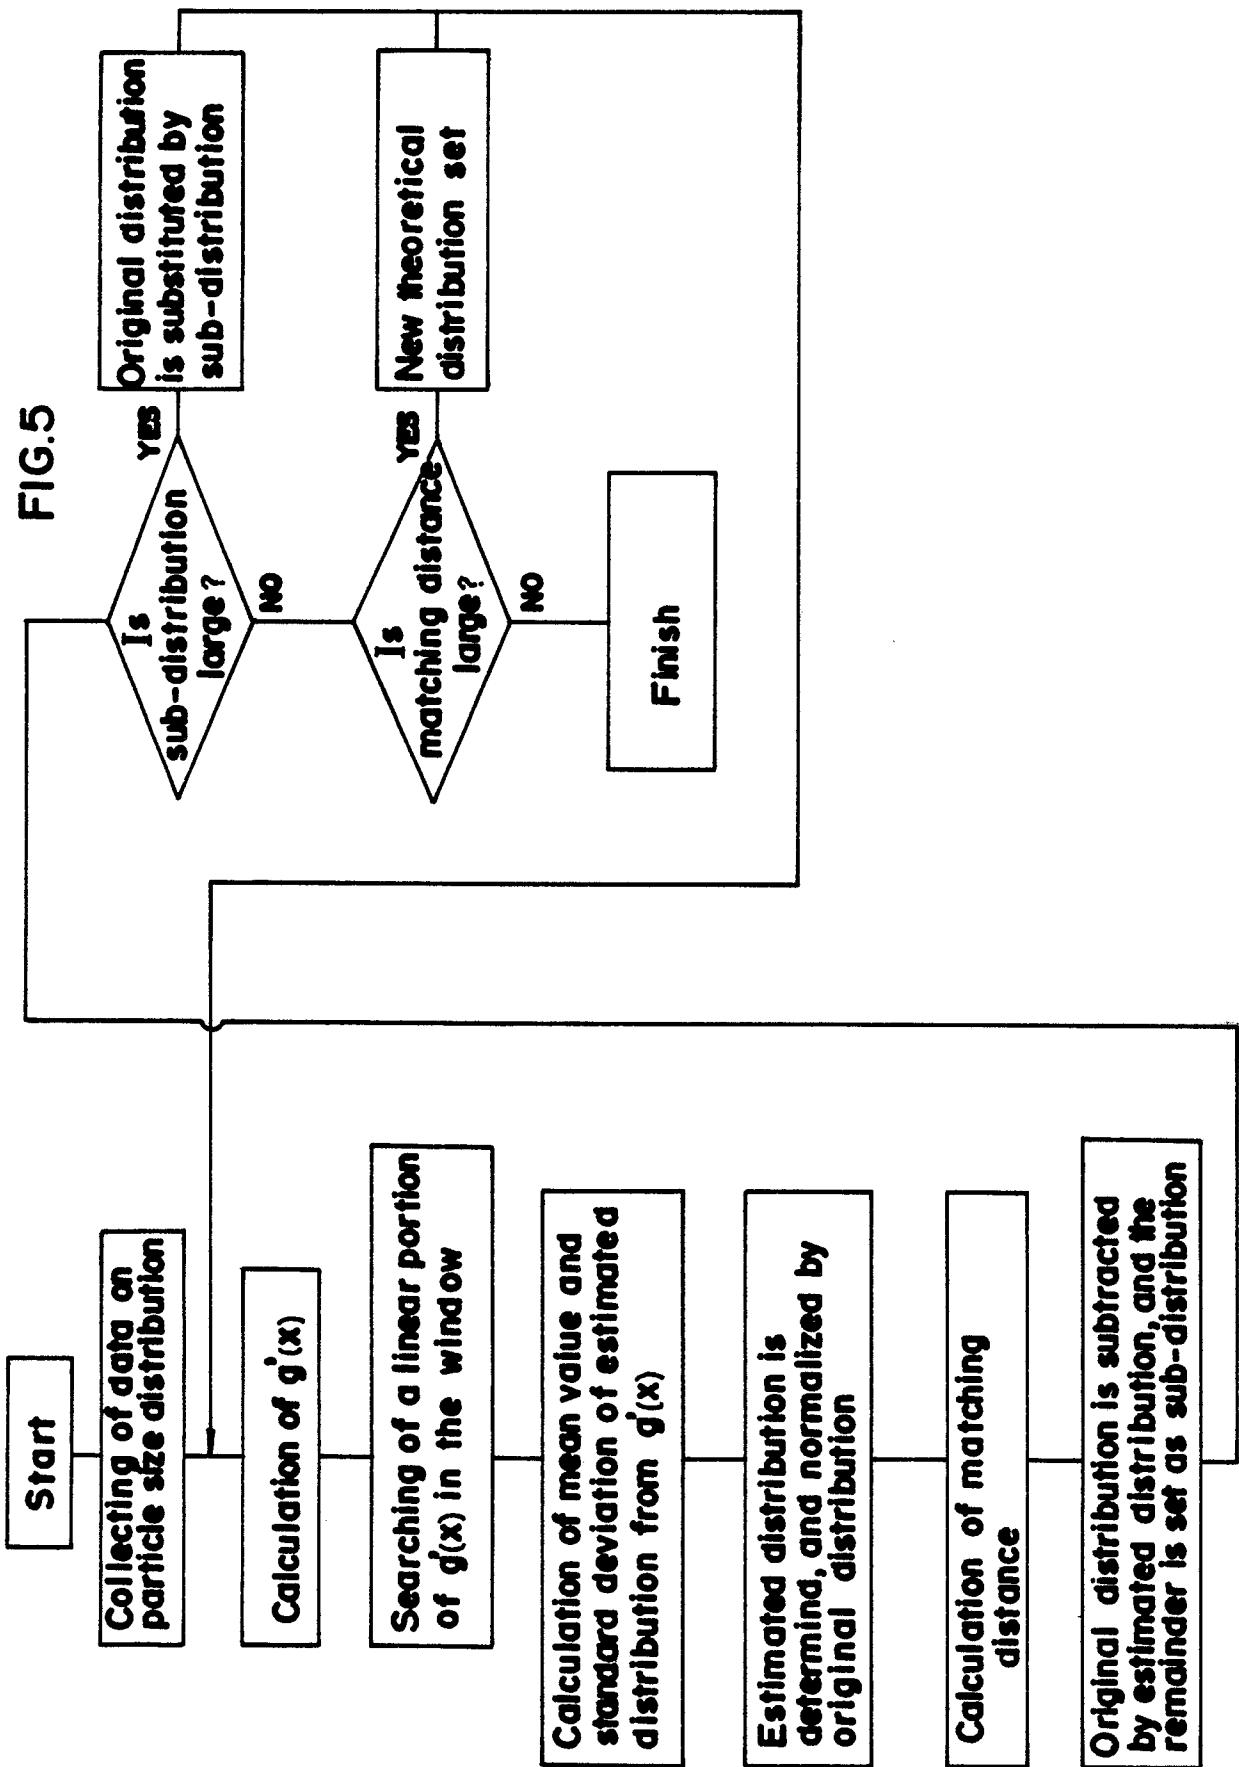 FIG.5
Start
Collecting of data on
particle size distribution
Calculation of g'(x)
Searching of a linear portion
of g'(x) in the window
Calculation of mean value and
standard deviation of estimated
distribution from g'(x)
Estimated distribution is
determind, and normalized by
original distribution
Calculation of matching
distance
Original distribution is subtracted
by estimated distribution, and the
remainder is set as sub-distribution
Is
sub-distribution
large?
YES
Original distribution
is substituted by
sub-distribution
NO
Is
matching distance
large?
YES
New theoretical
distribution set
NO
Finish